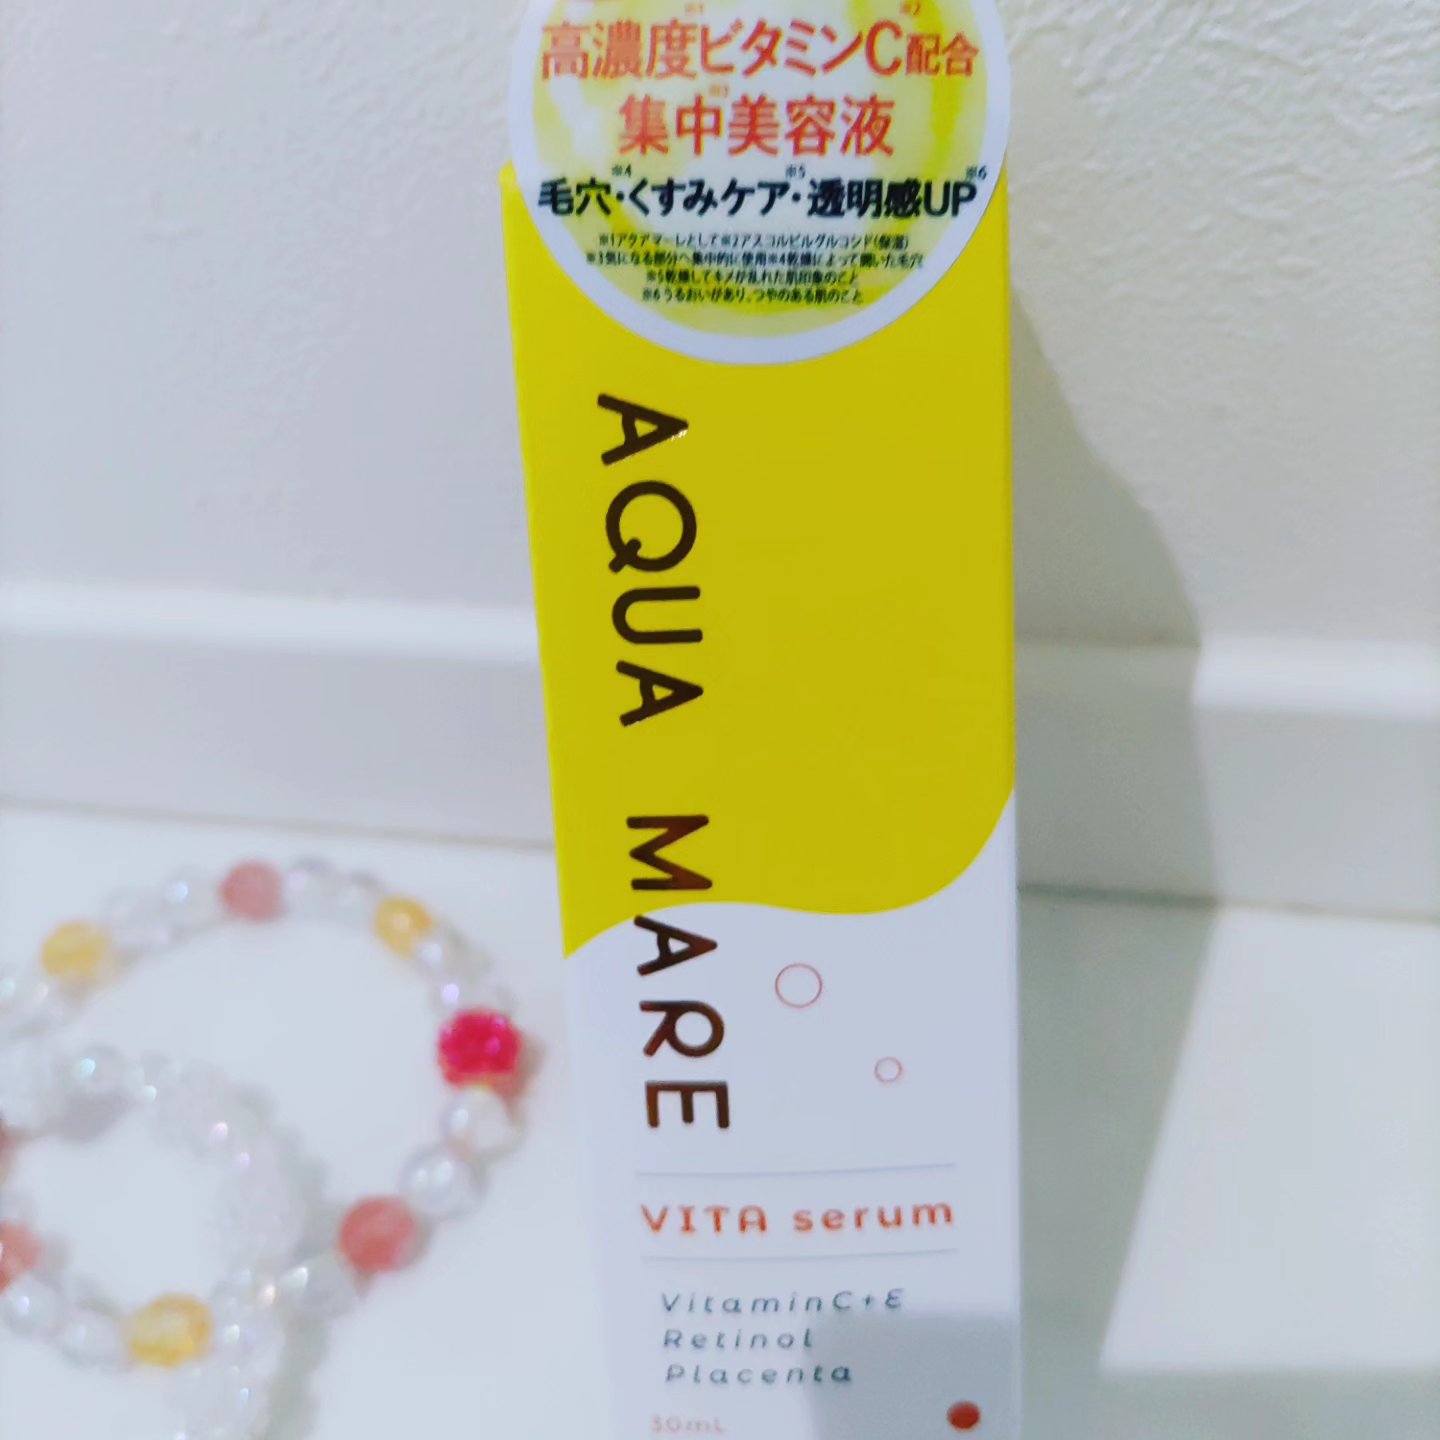 高濃度※1ビタミンC※2配合
集中※3美容液
毛穴※4・くすみケア※5・透明感UP※6
※1アクアマーレとして※2アスコルビルグルコシド(保湿)
※3気になる部分へ集中的に使用※4乾燥によって開いた毛穴
※5乾燥してキメが乱れた肌印象のこと
※6うるおいがあり、つやのある肌のこと
AQUA MARE
VITA serum
VitaminC+E
Retinol
Placenta
30mL